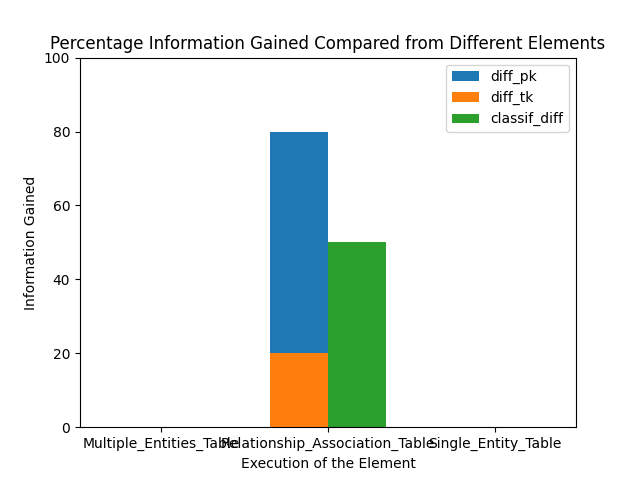 Percentage Information Gained Compared from Different Elements
diff_pk
diff_tk
classif_diff
100
80
60
40
20
0
Information Gained
Multiple_Entities_Table Relationship_Association_Table Single_Entity_Table
Execution of the Element